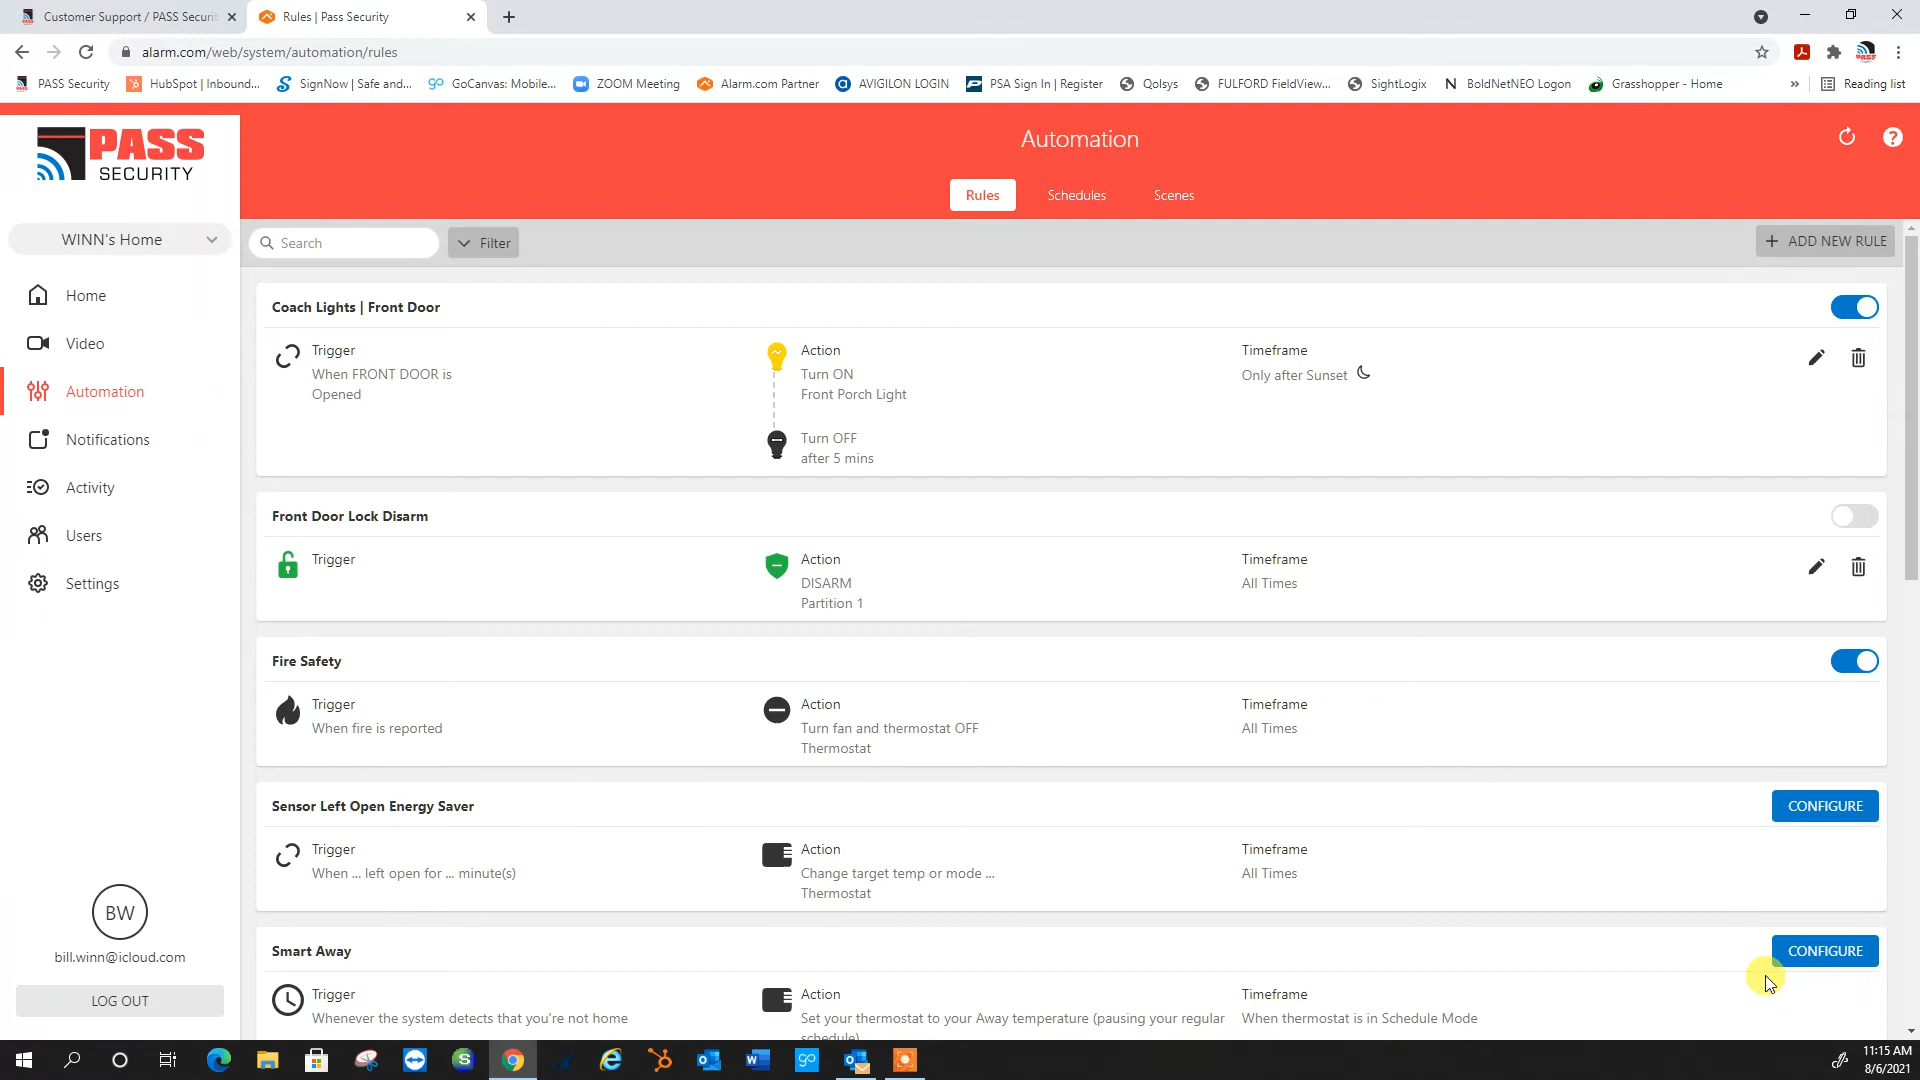 Customer Support / PASS Securit
Rules | Pass Security
alarm.com/web/system/automation/rules
PASS Security
HubSpot | Inbound...
SignNow | Safe and...
GoCanvas: Mobile...
ZOOM Meeting
Alarm.com Partner
AVIGILON LOGIN
PSA Sign In | Register
Qolsys
FULFORD FieldView...
SightLogix
BoldNetNEO Logon
Grasshopper - Home
Reading list
PASS
SECURITY
Automation
Rules
Schedules
Scenes
WINN's Home
Search
Filter
+ ADD NEW RULE
Home
Video
Automation
Notifications
Activity
Users
Settings
BW
bill.winn@icloud.com
LOG OUT
Coach Lights | Front Door
Trigger
When FRONT DOOR is
Opened
Action
Turn ON
Front Porch Light
Turn OFF
after 5 mins
Timeframe
Only after Sunset
Front Door Lock Disarm
Trigger
Action
DISARM
Partition 1
Timeframe
All Times
Fire Safety
Trigger
When fire is reported
Action
Turn fan and thermostat OFF
Thermostat
Timeframe
All Times
Sensor Left Open Energy Saver
CONFIGURE
Trigger
When ... left open for ... minute(s)
Action
Change target temp or mode ...
Thermostat
Timeframe
All Times
Smart Away
CONFIGURE
Trigger
Whenever the system detects that you're not home
Action
Set your thermostat to your Away temperature (pausing your regular
schedule)
Timeframe
When thermostat is in Schedule Mode
11:15 AM
8/6/2021